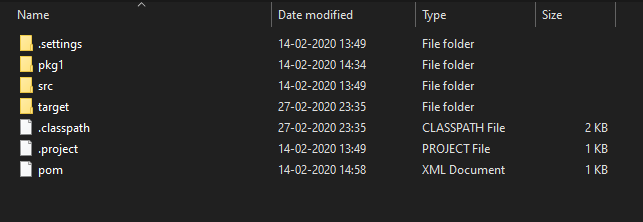 Name Date modified Type Size
.settings 14-02-2020 13:49 File folder
pkg1 14-02-2020 14:34 File folder
src 14-02-2020 13:49 File folder
target 27-02-2020 23:35 File folder
.classpath 27-02-2020 23:35 CLASSPATH File 2 KB
.project 14-02-2020 13:49 PROJECT File 1 KB
pom 14-02-2020 14:58 XML Document 1 KB